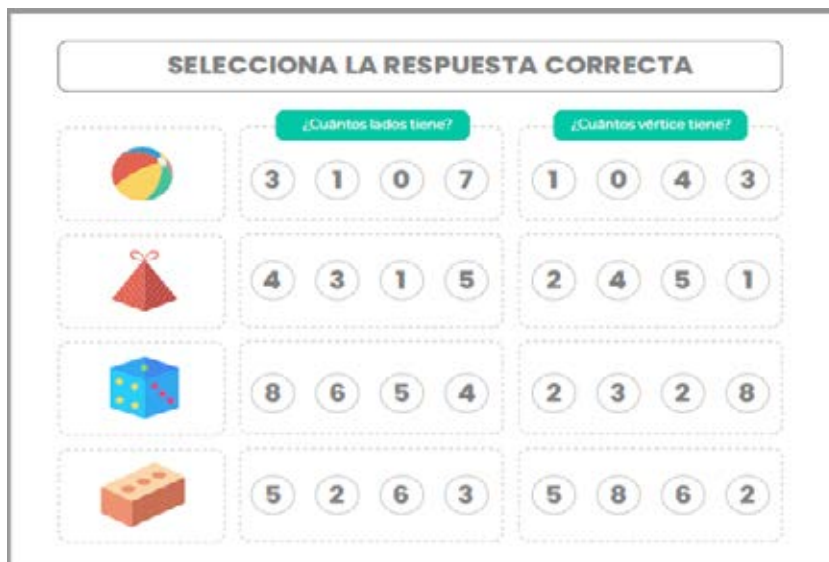 SELECCIONA LA RESPUESTA CORRECTA
¿Cuántos lados tiene? ¿Cuántos vértice tiene?
3 1 0 7 1 0 4 3
4 3 1 5 2 4 5 1
8 6 5 4 2 3 2 8
5 2 6 3 5 8 6 2